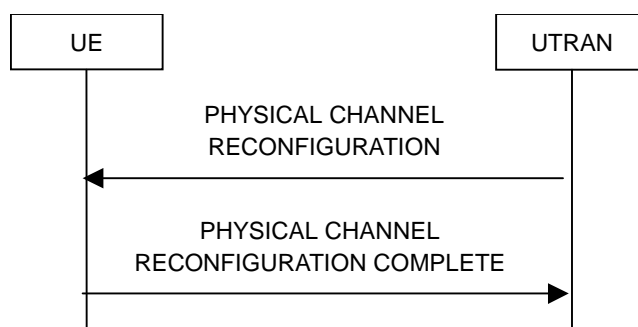 UE
UTRAN
PHYSICAL CHANNEL
RECONFIGURATION
PHYSICAL CHANNEL
RECONFIGURATION COMPLETE